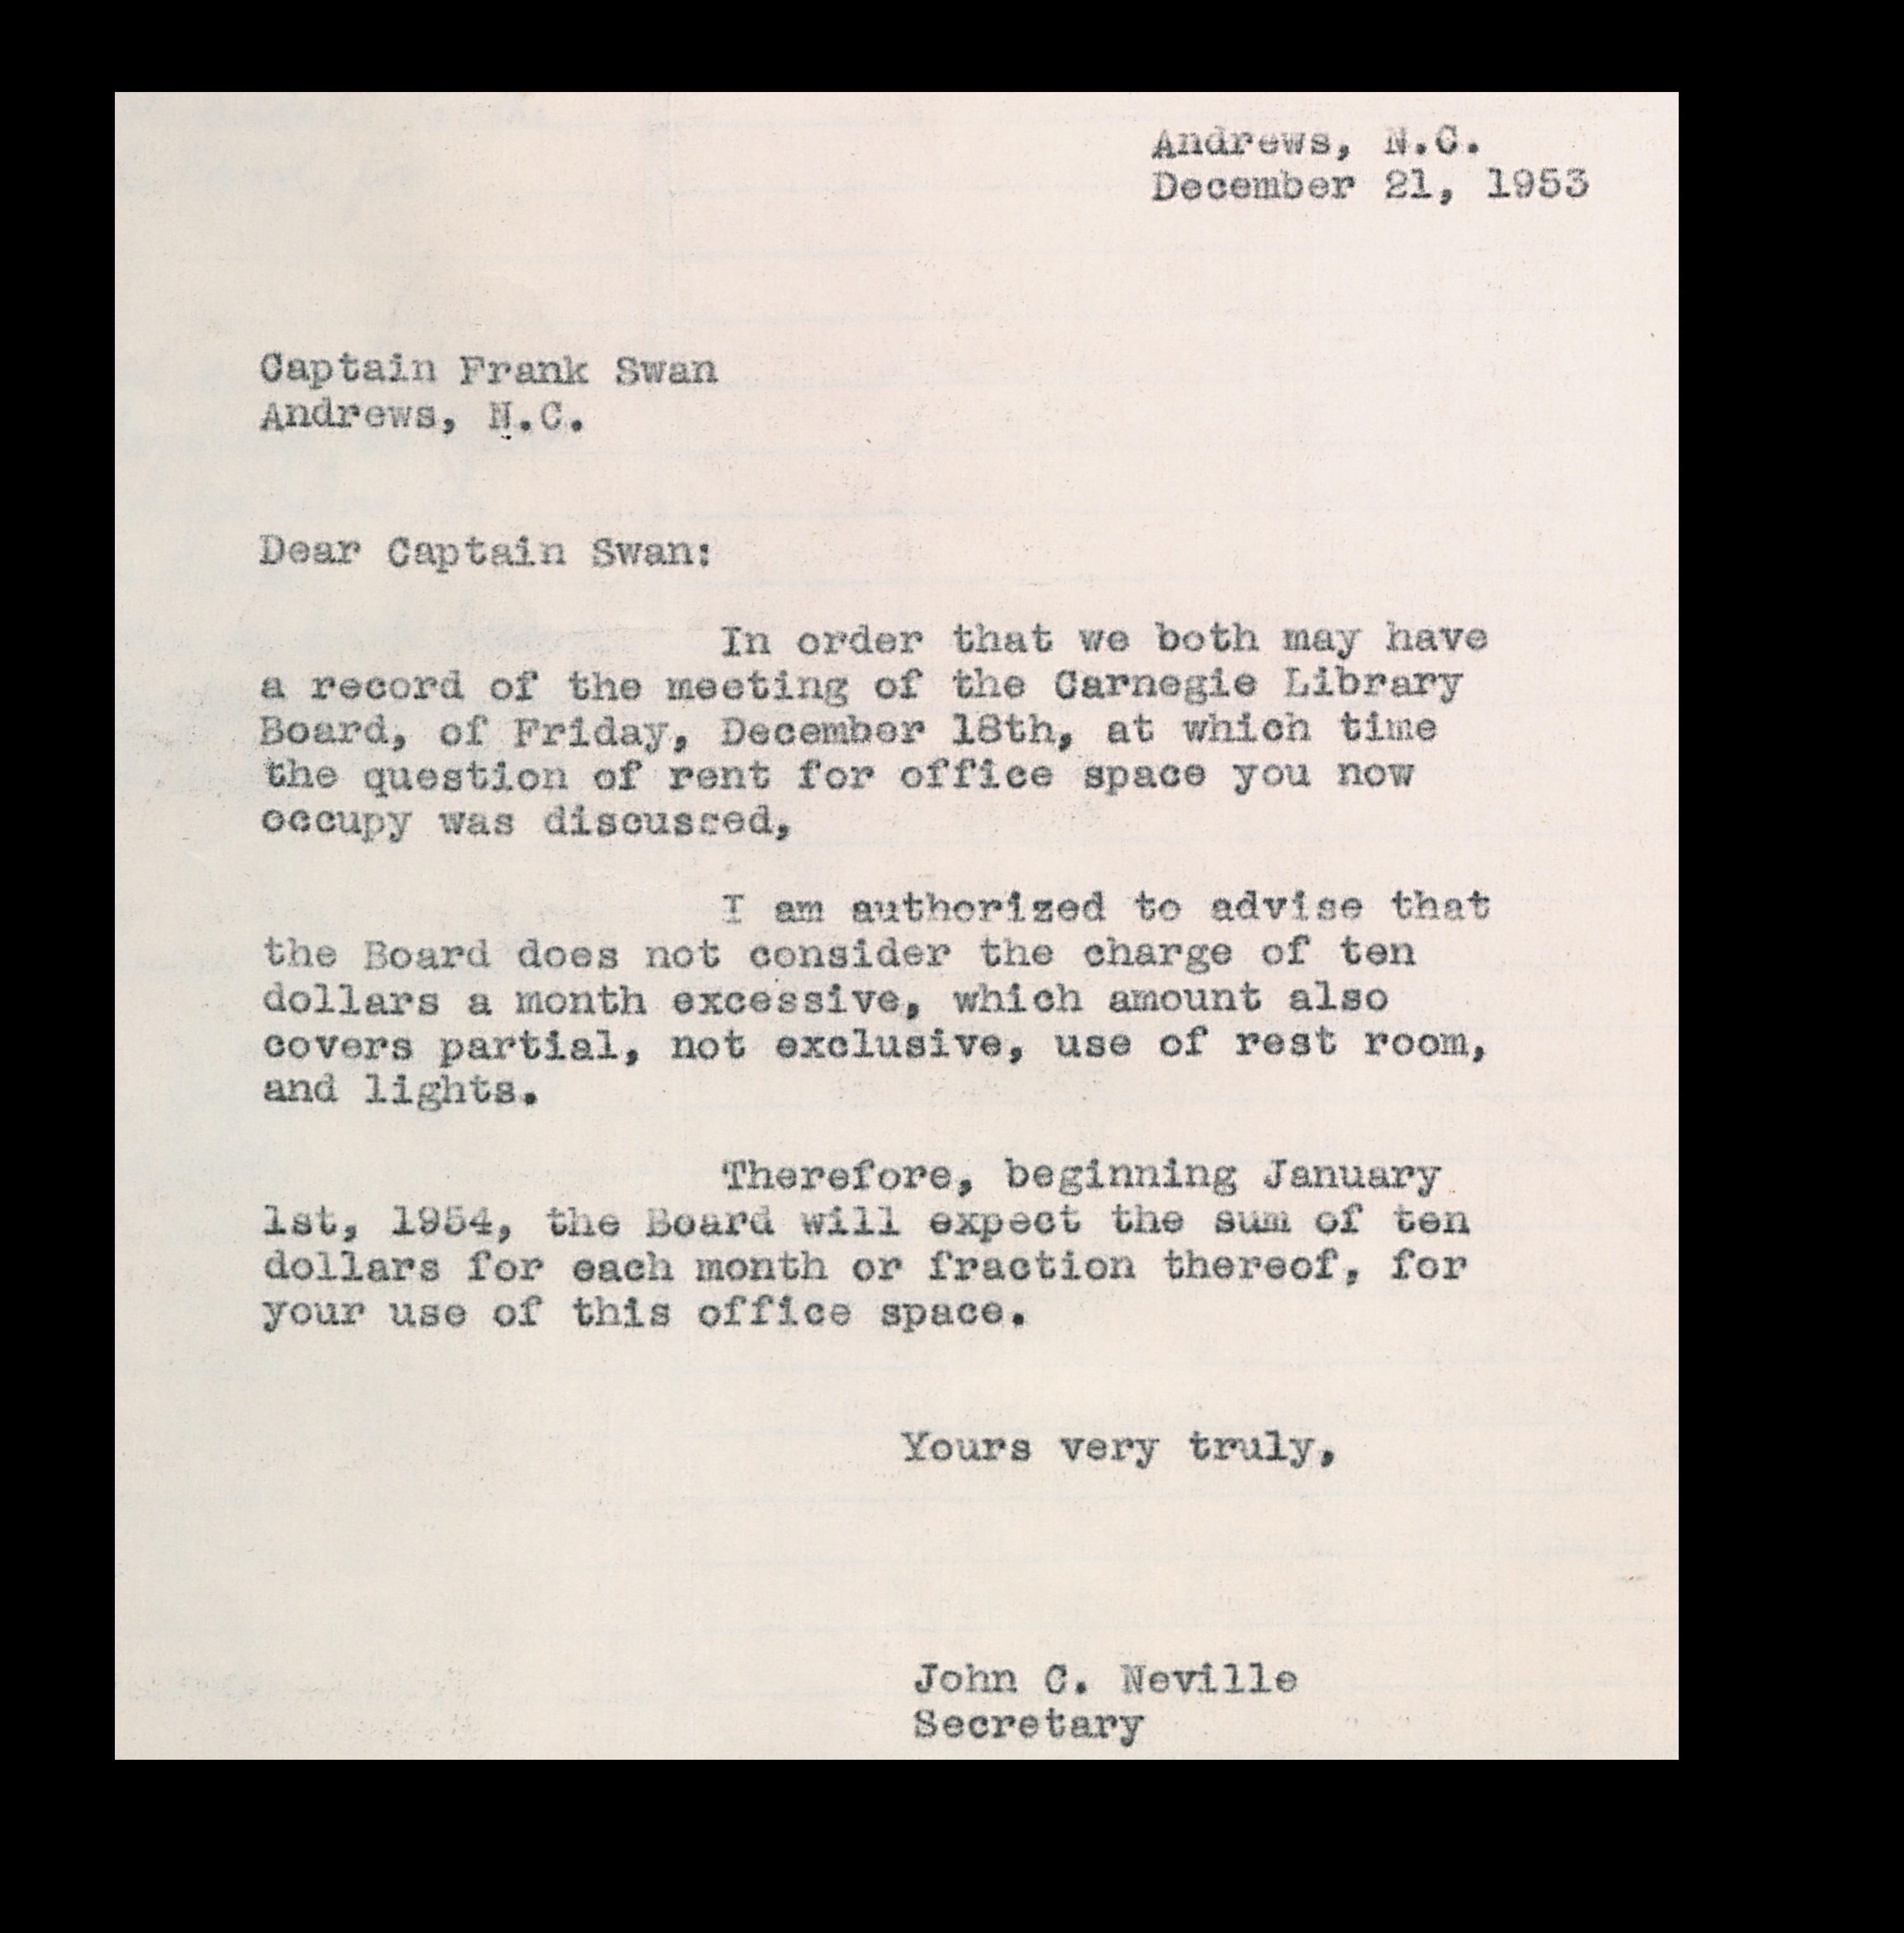 Andrews, N.C.
December 21, 1953
Captain Frank Swan
Andrews, N.C.
Dear Captain Swan:
In order that we both may have
a record of the meeting of the Carnegie Library
Board, of Friday, December 18th, at which time
the question of rent for office space you now
occupy was discussed,
I am authorized to advise that
the Board does not consider the charge of ten
dollars a month excessive, which amount also
covers partial, not exclusive, use of rest room,
and lights.
Therefore, beginning January
1st, 1954, the Board will expect the sum of ten
dollars for each month or fraction thereof, for
your use of this office space.
Yours very truly,
John C. Neville
Secretary